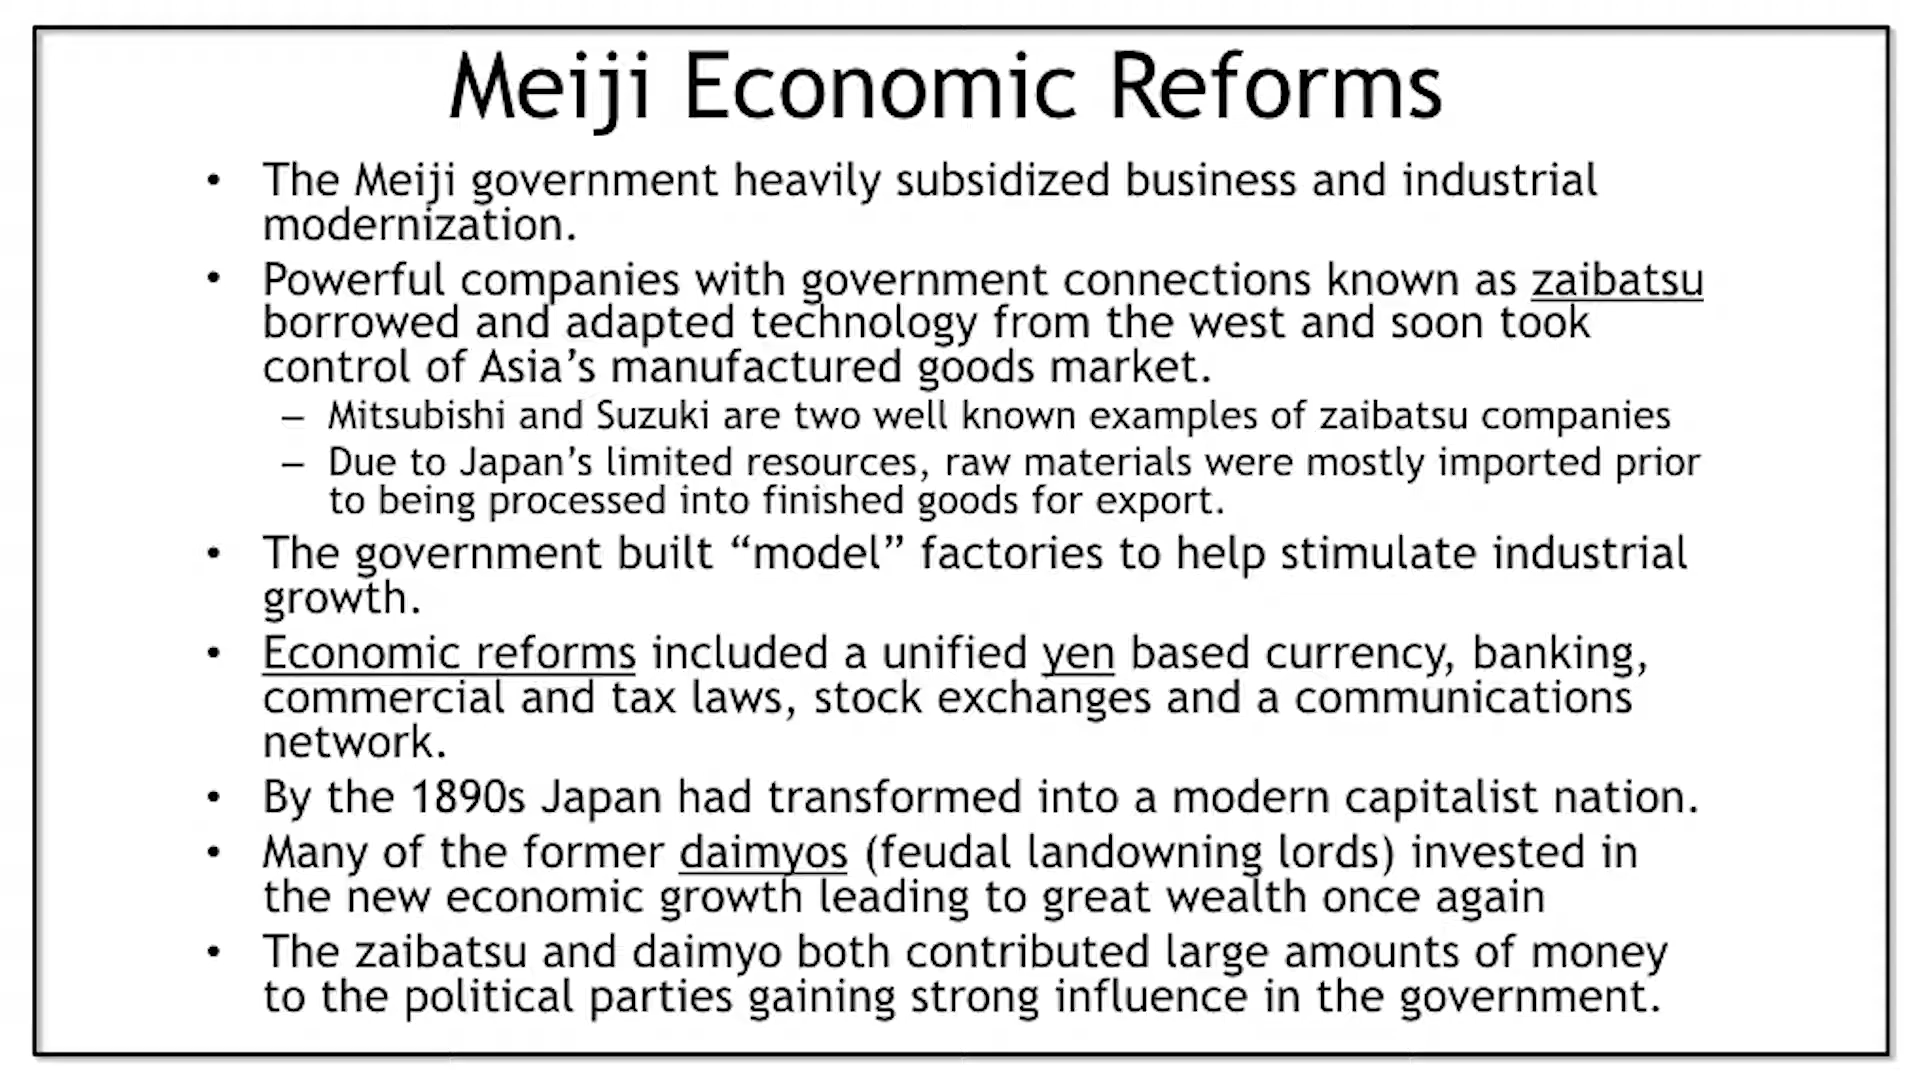 Meiji Economic Reforms
• The Meiji government heavily subsidized business and industrial
modernization.
• Powerful companies with government connections known as zaibatsu
borrowed and adapted technology from the west and soon took
control of Asia’s manufactured goods market.
– Mitsubishi and Suzuki are two well known examples of zaibatsu companies
– Due to Japan’s limited resources, raw materials were mostly imported prior
to being processed into finished goods for export.
• The government built “model” factories to help stimulate industrial
growth.
• Economic reforms included a unified yen based currency, banking,
commercial and tax laws, stock exchanges and a communications
network.
• By the 1890s Japan had transformed into a modern capitalist nation.
• Many of the former daimyos (feudal landowning lords) invested in
the new economic growth leading to great wealth once again
• The zaibatsu and daimyo both contributed large amounts of money
to the political parties gaining strong influence in the government.